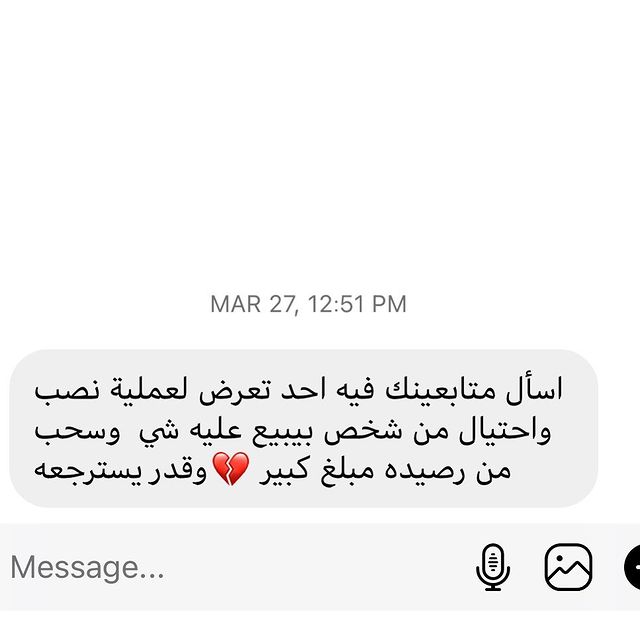 MAR 27, 12:51 PM
اسأل متابعينك فيه احد تعرض لعملية نصب
واحتيال من شخص بيبيع عليه شي  وسحب
من رصيده مبلغ كبير 💔وقدر يسترجعه
Message...